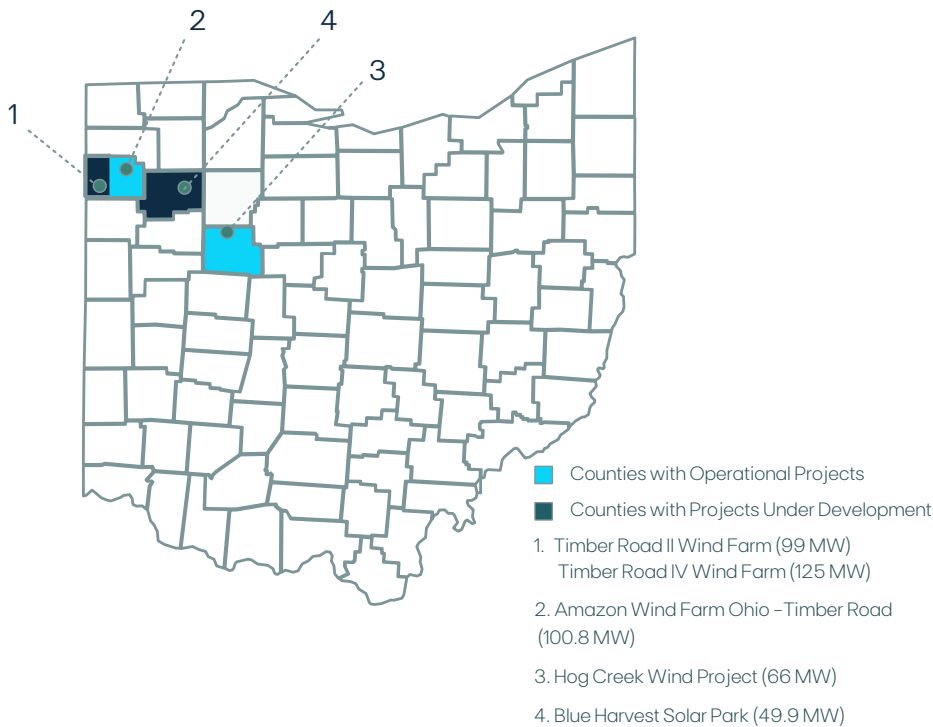 2
4
3
1
Counties with Operational Projects
Counties with Projects Under Development
1. Timber Road II Wind Farm (99 MW)
Timber Road IV Wind Farm (125 MW)
2. Amazon Wind Farm Ohio -Timber Road
(100.8 MW)
3. Hog Creek Wind Project (66 MW)
4. Blue Harvest Solar Park (49.9 MW)